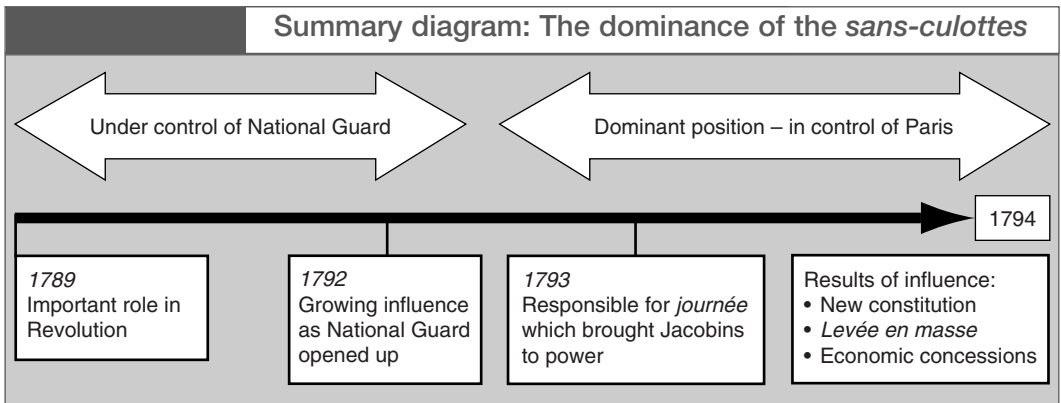 Summary diagram: The dominance of the sans-culottes
Under control of National Guard
Dominant position – in control of Paris
1794
1789
Important role in
Revolution
1792
Growing influence
as National Guard
opened up
1793
Responsible for journée
which brought Jacobins
to power
Results of influence:
• New constitution
• Levée en masse
• Economic concessions